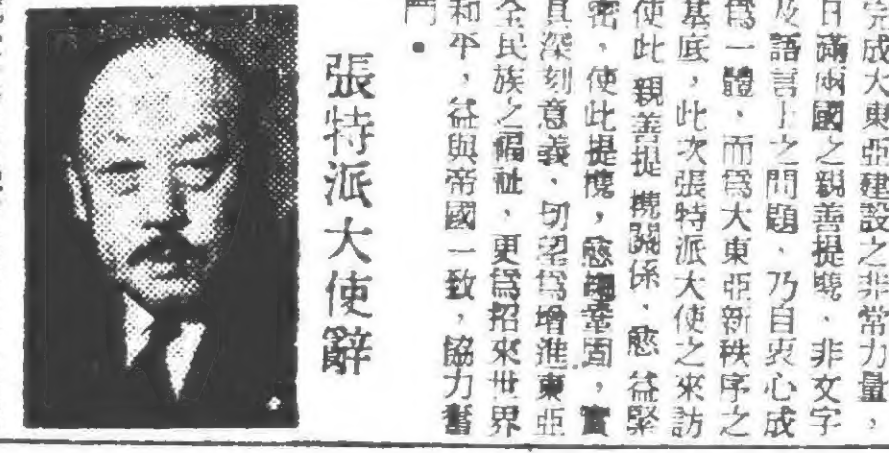 完成大東亞建設之非常力量，
日滿兩國之親善提携、非文字
及語言上之問題、乃自衷心成
爲一體、而爲大東亞新秩序之
基底，此次張特派大使之來訪
使此親善提携關係、愈益緊
密、使此提携，愈趨鞏固，實
具深刻意義、切望爲增進東亞
全民族之福祉、更爲招來世界
和平，益與帝國一致，協力奮
鬥。
張特派大使辭